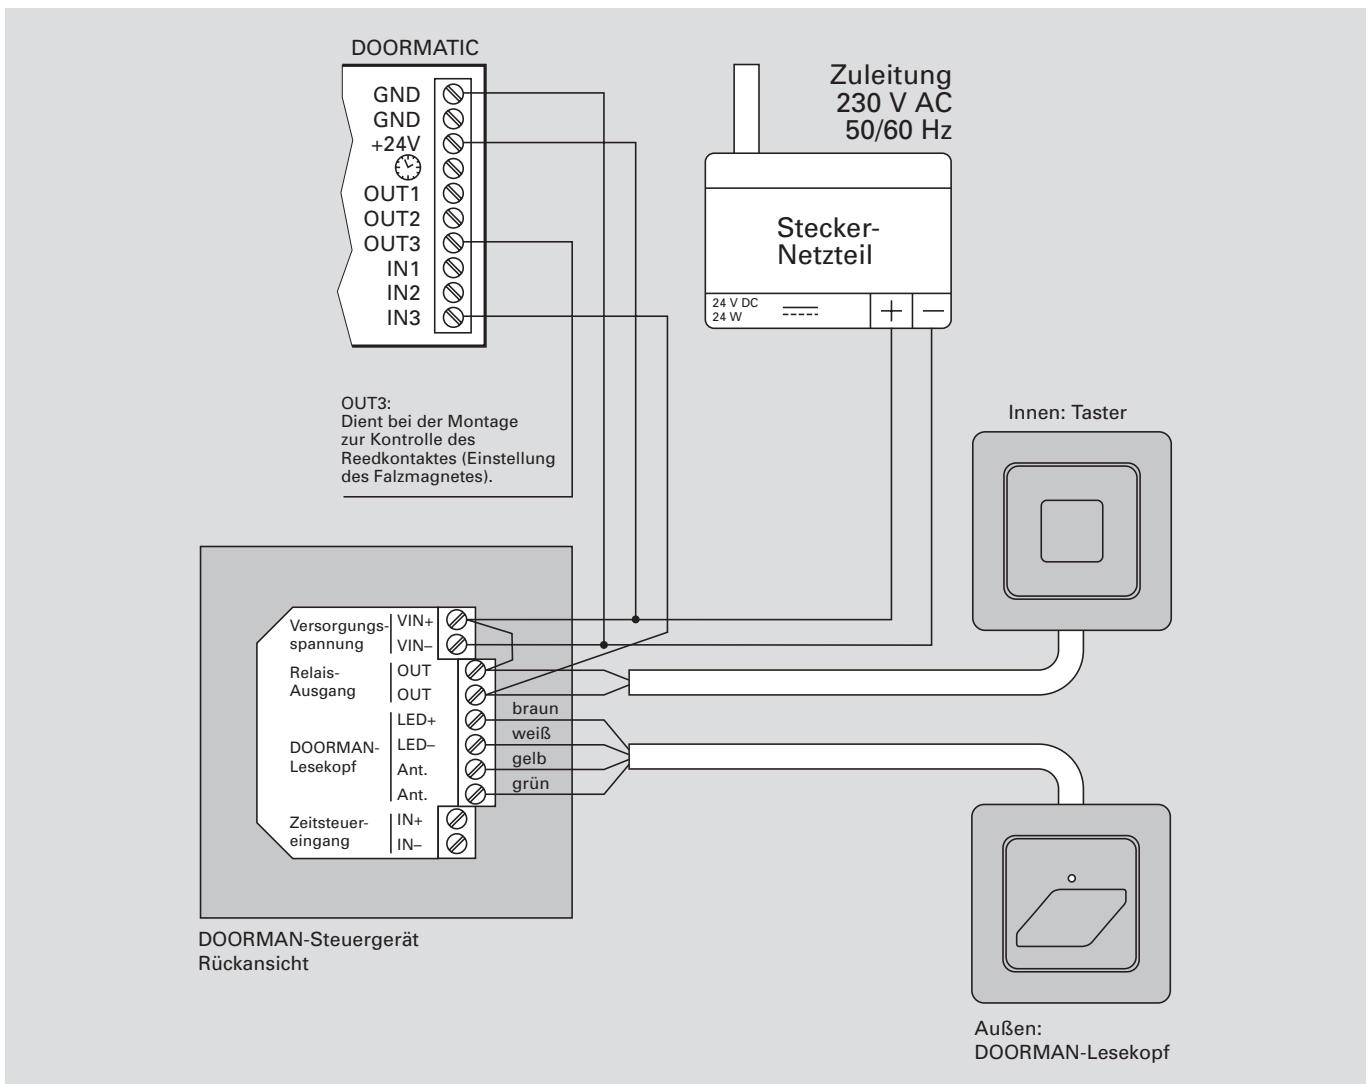 DOORMATIC
GND
GND
+24V
OUT1
OUT2
OUT3
IN1
IN2
IN3
Zuleitung
230 V AC
50/60 Hz
Stecker-
Netzteil
24 V DC
24 W
+
–
OUT3:
Dient bei der Montage
zur Kontrolle des
Reedkontaktes (Einstellung
des Falzmagnetes).
Innen: Taster
Versorgungs-
spannung
VIN+
VIN–
Relais-
Ausgang
OUT
OUT
DOORMAN-
Lesekopf
LED+
LED–
Ant.
Ant.
Zeitsteuer-
eingang
IN+
IN–
braun
weiß
gelb
grün
DOORMAN-Steuergerät
Rückansicht
Außen:
DOORMAN-Lesekopf